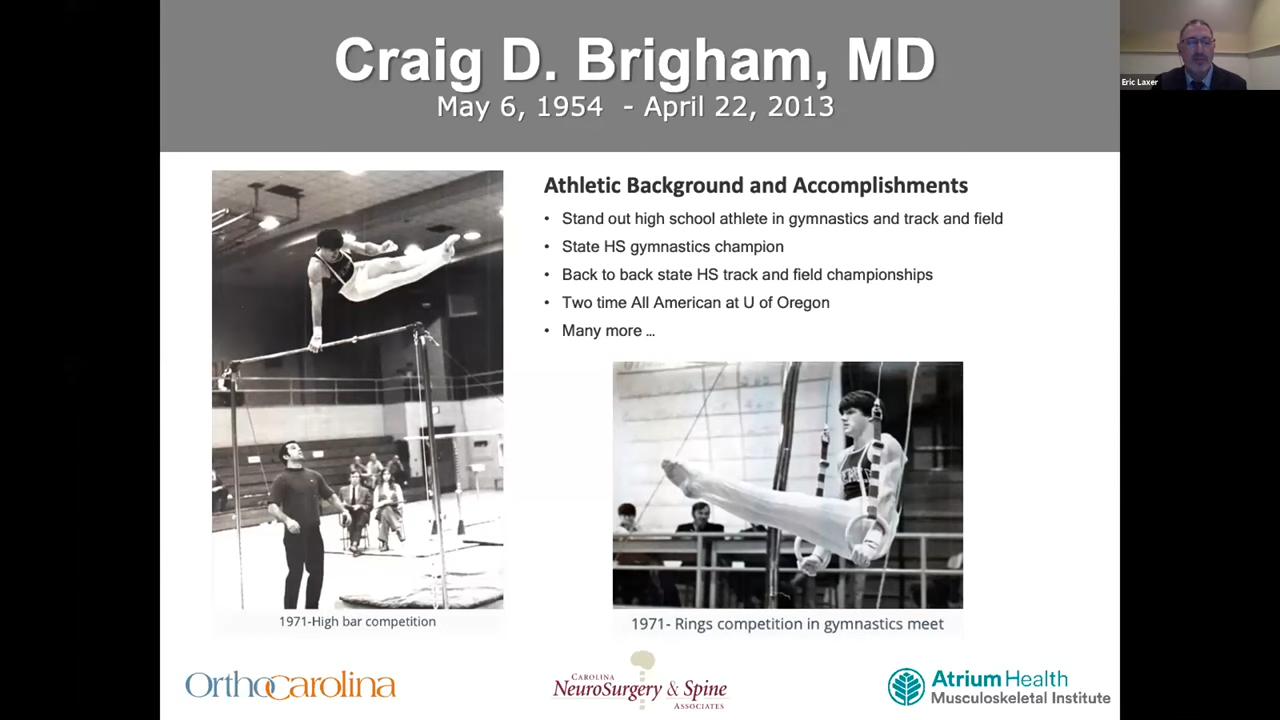 Craig D. Brigham, MD
May 6, 1954 - April 22, 2013
Eric Laxer
Athletic Background and Accomplishments
• Stand out high school athlete in gymnastics and track and field
• State HS gymnastics champion
• Back to back state HS track and field championships
• Two time All American at U of Oregon
• Many more ...
1971-High bar competition
1971- Rings competition in gymnastics meet
OrthoCarolina
CAROLINA
NEUROSURGERY & SPINE
ASSOCIATES
Atrium Health
Musculoskeletal Institute